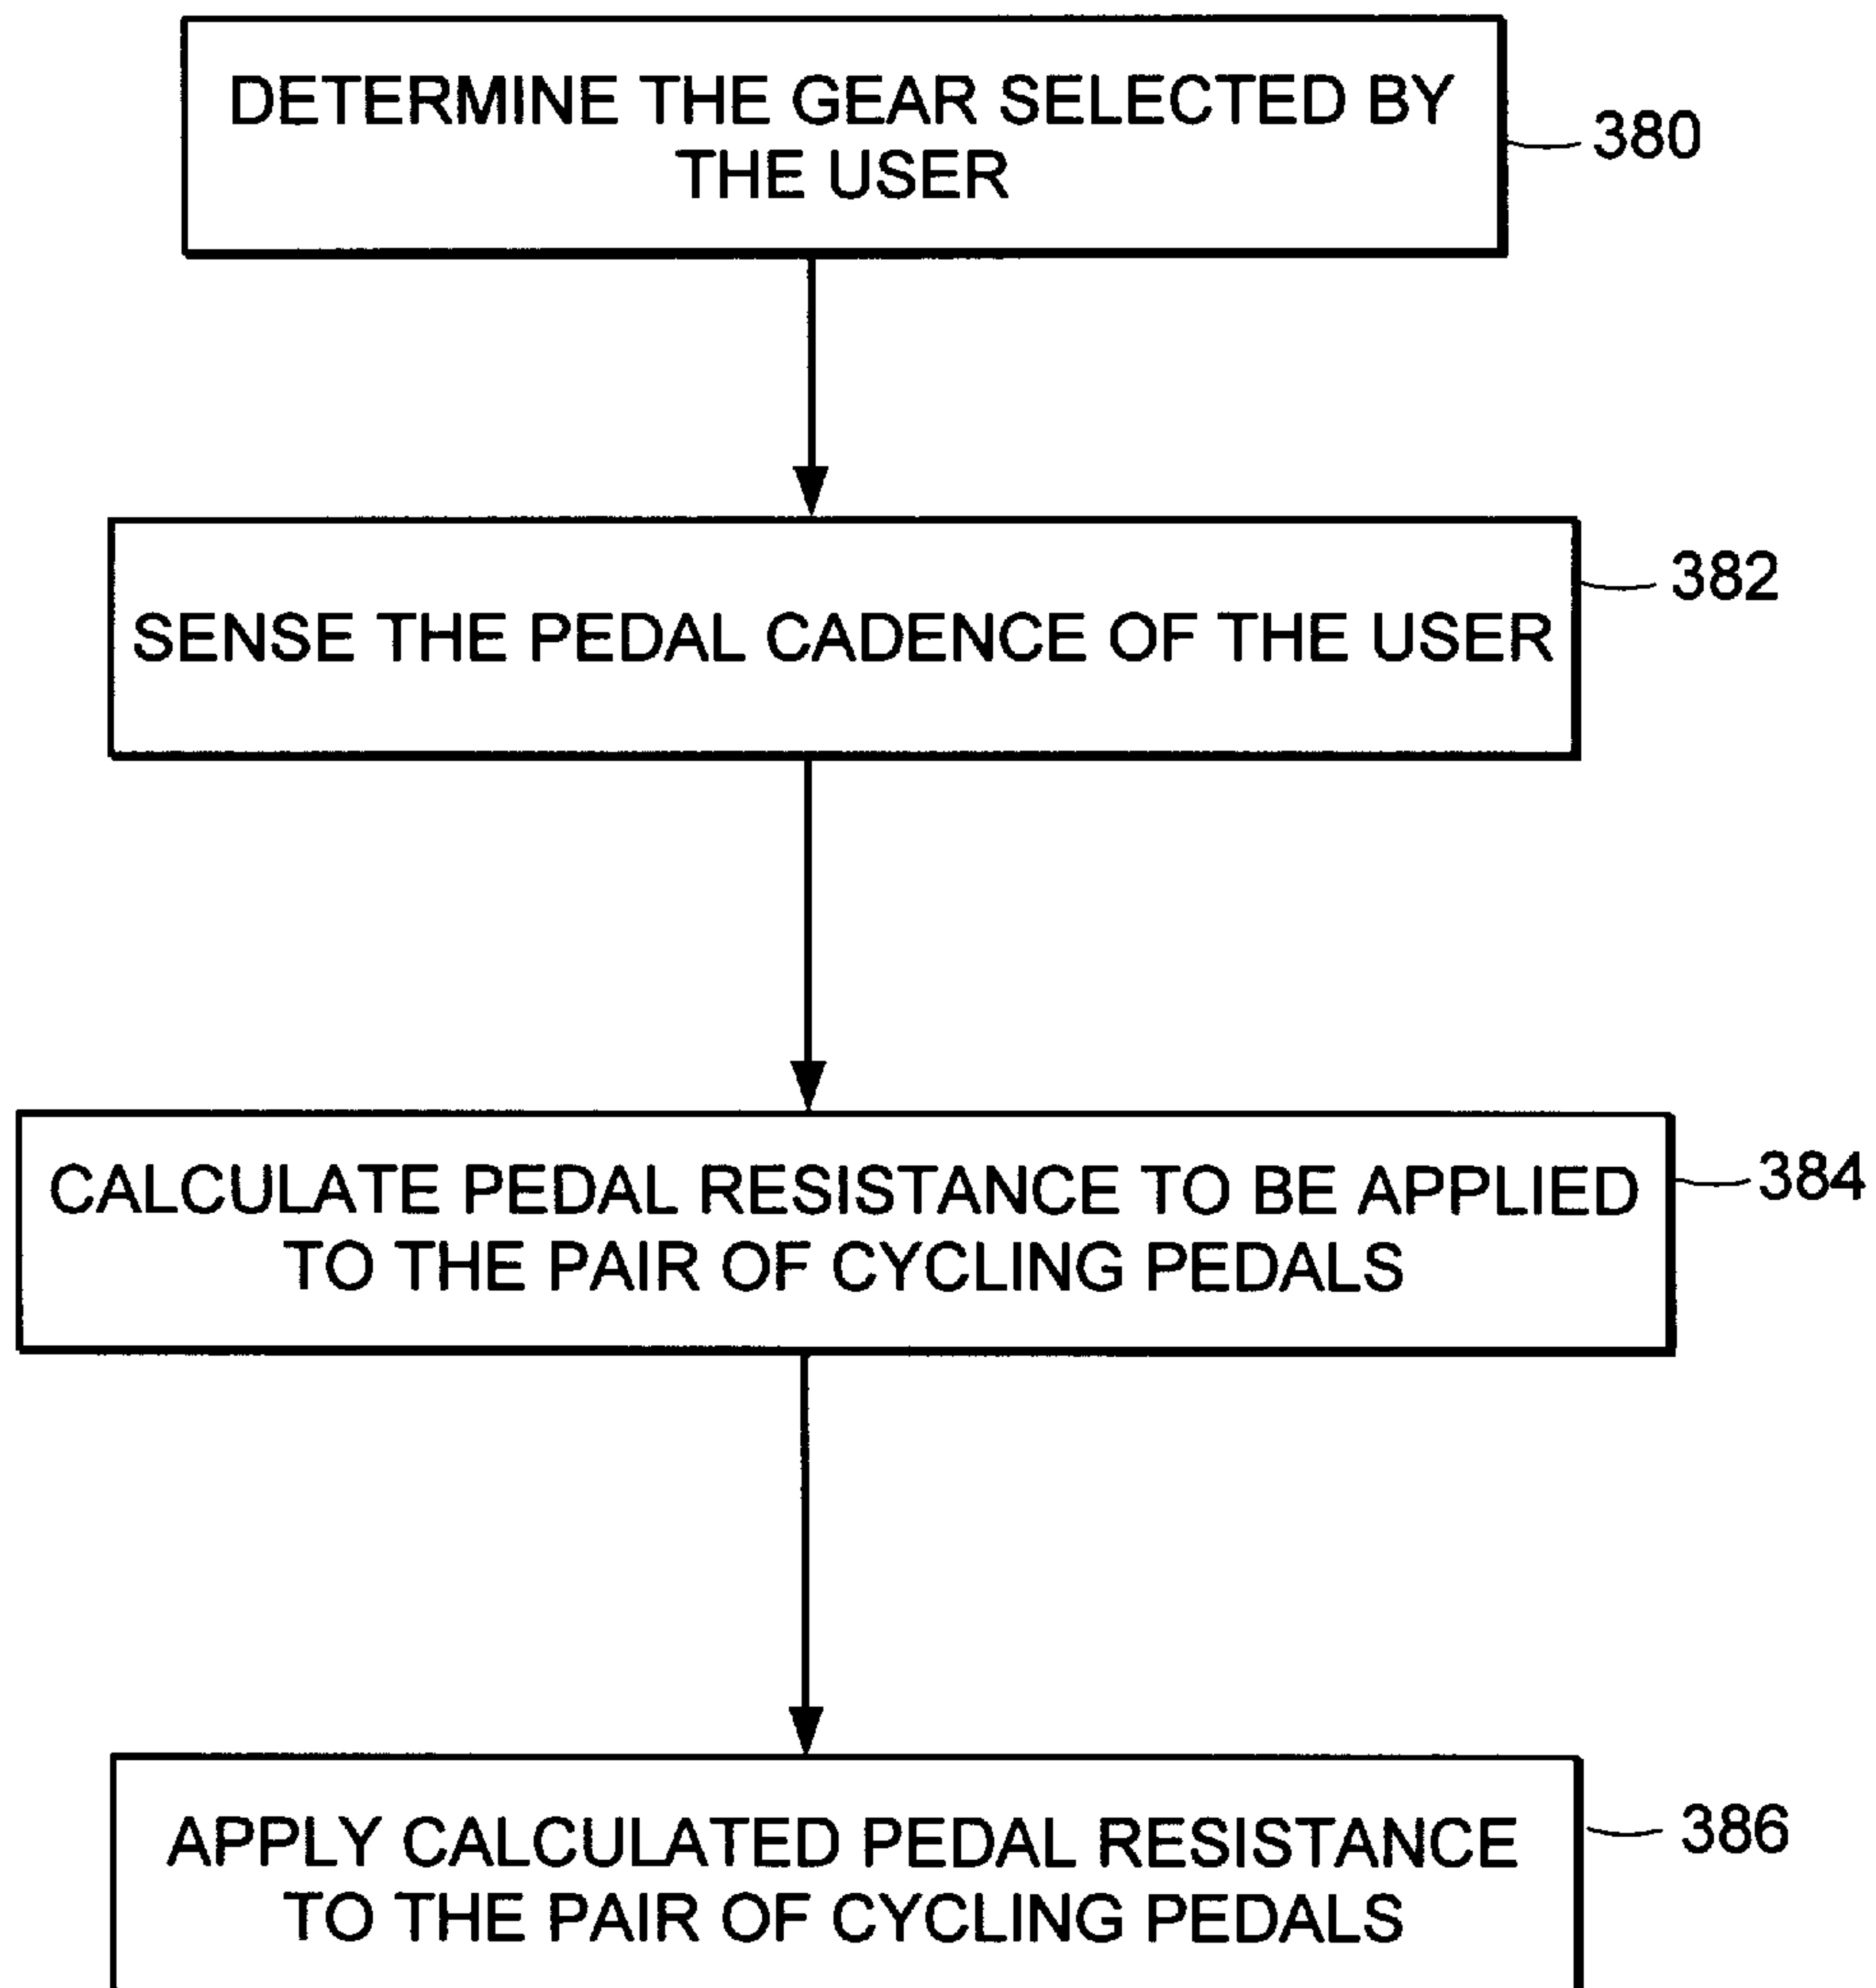 DETERMINE THE GEAR SELECTED BY
THE USER
380
SENSE THE PEDAL CADENCE OF THE USER
382
CALCULATE PEDAL RESISTANCE TO BE APPLIED
TO THE PAIR OF CYCLING PEDALS
384
APPLY CALCULATED PEDAL RESISTANCE
TO THE PAIR OF CYCLING PEDALS
386